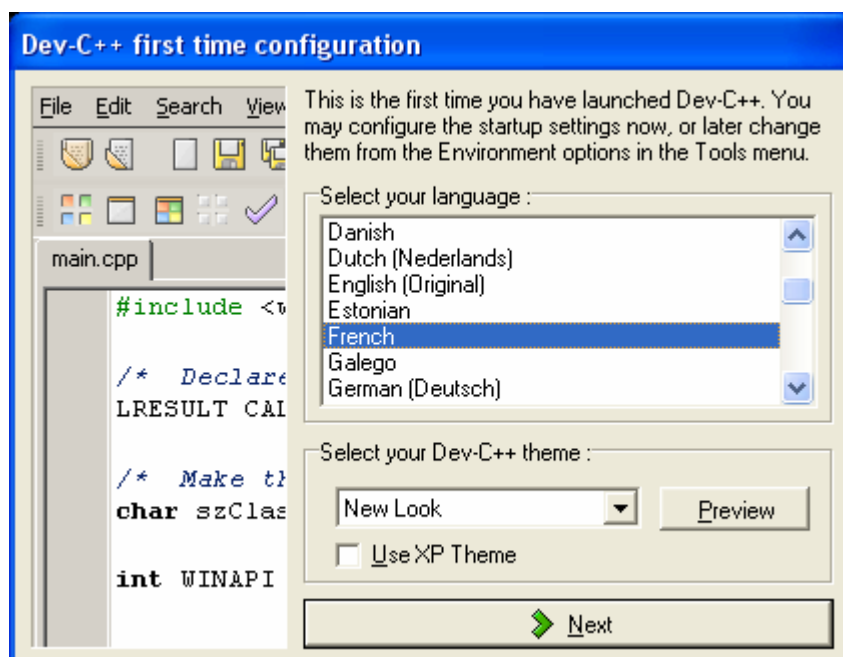 Dev-C++ first time configuration
File Edit Search View
main.cpp
#include <w
/* Declare
LRESULT CAL
/* Make th
char szClas
int WINAPI
This is the first time you have launched Dev-C++. You
may configure the startup settings now, or later change
them from the Environment options in the Tools menu.
Select your language :
Danish
Dutch (Nederlands)
English (Original)
Estonian
French
Galego
German (Deutsch)
Select your Dev-C++ theme :
New Look
Preview
Use XP Theme
Next